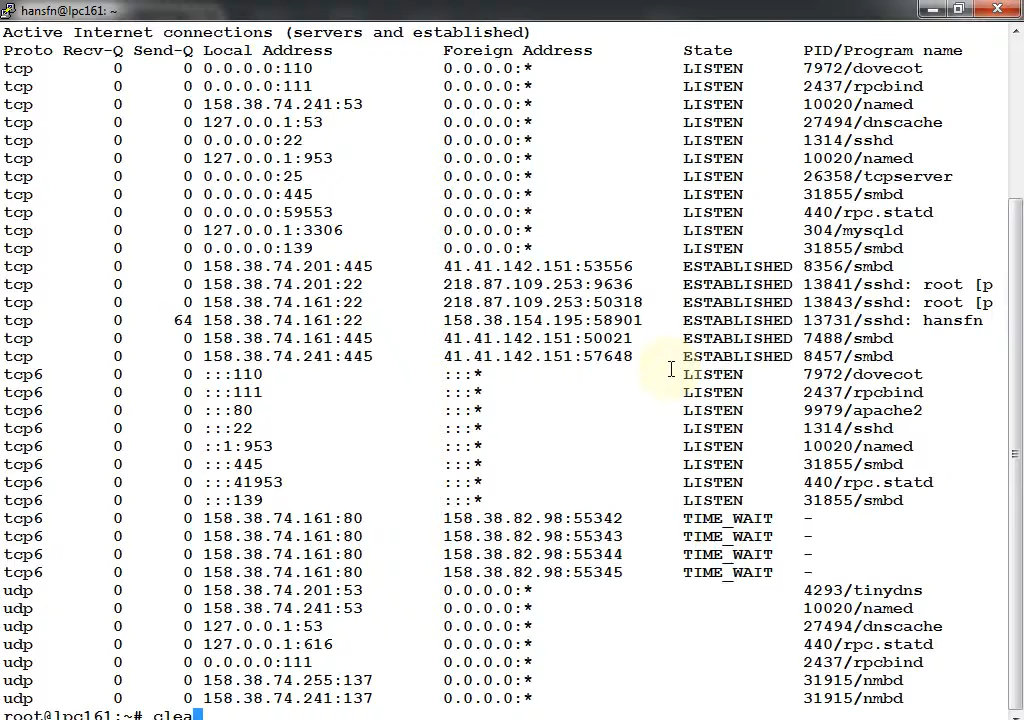 hansfn@lpc161: ~
Active Internet connections (servers and established)
Proto Recv-Q Send-Q Local Address Foreign Address State PID/Program name
tcp 0 0 0.0.0.0:110 0.0.0.0:* LISTEN 7972/dovecot
tcp 0 0 0.0.0.0:111 0.0.0.0:* LISTEN 2437/rpcbind
tcp 0 0 158.38.74.241:53 0.0.0.0:* LISTEN 10020/named
tcp 0 0 127.0.0.1:53 0.0.0.0:* LISTEN 27494/dnscache
tcp 0 0 0.0.0.0:22 0.0.0.0:* LISTEN 1314/sshd
tcp 0 0 127.0.0.1:953 0.0.0.0:* LISTEN 10020/named
tcp 0 0 0.0.0.0:25 0.0.0.0:* LISTEN 26358/tcpserver
tcp 0 0 0.0.0.0:445 0.0.0.0:* LISTEN 31855/smbd
tcp 0 0 0.0.0.0:59553 0.0.0.0:* LISTEN 440/rpc.statd
tcp 0 0 127.0.0.1:3306 0.0.0.0:* LISTEN 304/mysqld
tcp 0 0 0.0.0.0:139 0.0.0.0:* LISTEN 31855/smbd
tcp 0 0 158.38.74.201:445 41.41.142.151:53556 ESTABLISHED 8356/smbd
tcp 0 0 158.38.74.201:22 218.87.109.253:9636 ESTABLISHED 13841/sshd: root [p
tcp 0 0 158.38.74.161:22 218.87.109.253:50318 ESTABLISHED 13843/sshd: root [p
tcp 0 64 158.38.74.161:22 158.38.154.195:58901 ESTABLISHED 13731/sshd: hansfn
tcp 0 0 158.38.74.161:445 41.41.142.151:50021 ESTABLISHED 7488/smbd
tcp 0 0 158.38.74.241:445 41.41.142.151:57648 ESTABLISHED 8457/smbd
tcp6 0 0 :::110 :::* LISTEN 7972/dovecot
tcp6 0 0 :::111 :::* LISTEN 2437/rpcbind
tcp6 0 0 :::80 :::* LISTEN 9979/apache2
tcp6 0 0 :::22 :::* LISTEN 1314/sshd
tcp6 0 0 ::1:953 :::* LISTEN 10020/named
tcp6 0 0 :::445 :::* LISTEN 31855/smbd
tcp6 0 0 :::41953 :::* LISTEN 440/rpc.statd
tcp6 0 0 :::139 :::* LISTEN 31855/smbd
tcp6 0 0 158.38.74.161:80 158.38.82.98:55342 TIME_WAIT -
tcp6 0 0 158.38.74.161:80 158.38.82.98:55343 TIME_WAIT -
tcp6 0 0 158.38.74.161:80 158.38.82.98:55344 TIME_WAIT -
tcp6 0 0 158.38.74.161:80 158.38.82.98:55345 TIME_WAIT -
udp 0 0 158.38.74.201:53 0.0.0.0:* 4293/tinydns
udp 0 0 158.38.74.241:53 0.0.0.0:* 10020/named
udp 0 0 127.0.0.1:53 0.0.0.0:* 27494/dnscache
udp 0 0 127.0.0.1:616 0.0.0.0:* 440/rpc.statd
udp 0 0 0.0.0.0:111 0.0.0.0:* 2437/rpcbind
udp 0 0 158.38.74.255:137 0.0.0.0:* 31915/nmbd
udp 0 0 158.38.74.241:137 0.0.0.0:* 31915/nmbd
root@lpc161:~# clea